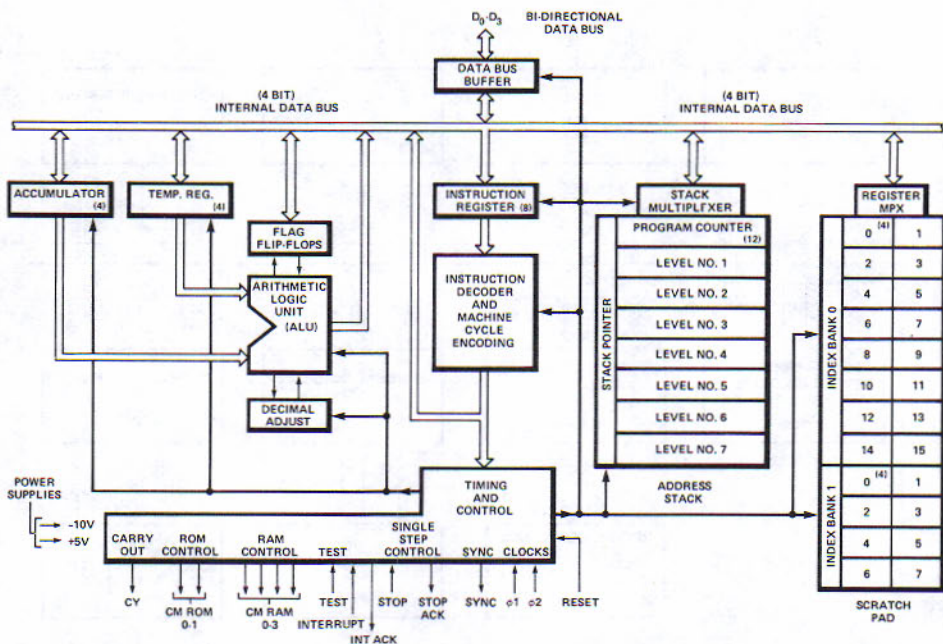 D0-D3 BI-DIRECTIONAL
DATA BUS
DATA BUS
BUFFER
(4 BIT)
INTERNAL DATA BUS
(4 BIT)
INTERNAL DATA BUS
ACCUMULATOR
(4)
TEMP. REG.
(4)
FLAG
FLIP-FLOPS
ARITHMETIC
LOGIC
UNIT
(ALU)
DECIMAL
ADJUST
INSTRUCTION
REGISTER (8)
INSTRUCTION
DECODER
AND
MACHINE
CYCLE
ENCODING
STACK
MULTIPLEXER
PROGRAM COUNTER
(12)
LEVEL NO. 1
LEVEL NO. 2
LEVEL NO. 3
LEVEL NO. 4
LEVEL NO. 5
LEVEL NO. 6
LEVEL NO. 7
STACK POINTER
ADDRESS
STACK
REGISTER
MPX
INDEX BANK 0
0 (4) 1
2 3
4 5
6 7
8 9
10 11
12 13
14 15
INDEX BANK 1
0 (4) 1
2 3
4 5
6 7
SCRATCH
PAD
POWER
SUPPLIES
-10V
+5V
TIMING
AND
CONTROL
CARRY
OUT
ROM
CONTROL
RAM
CONTROL
TEST
SINGLE
STEP
CONTROL
SYNC
CLOCKS
CY
CM ROM
0-1
CM RAM
0-3
TEST
INTERRUPT
INT ACK
STOP
STOP
ACK
SYNC
φ1 φ2
RESET